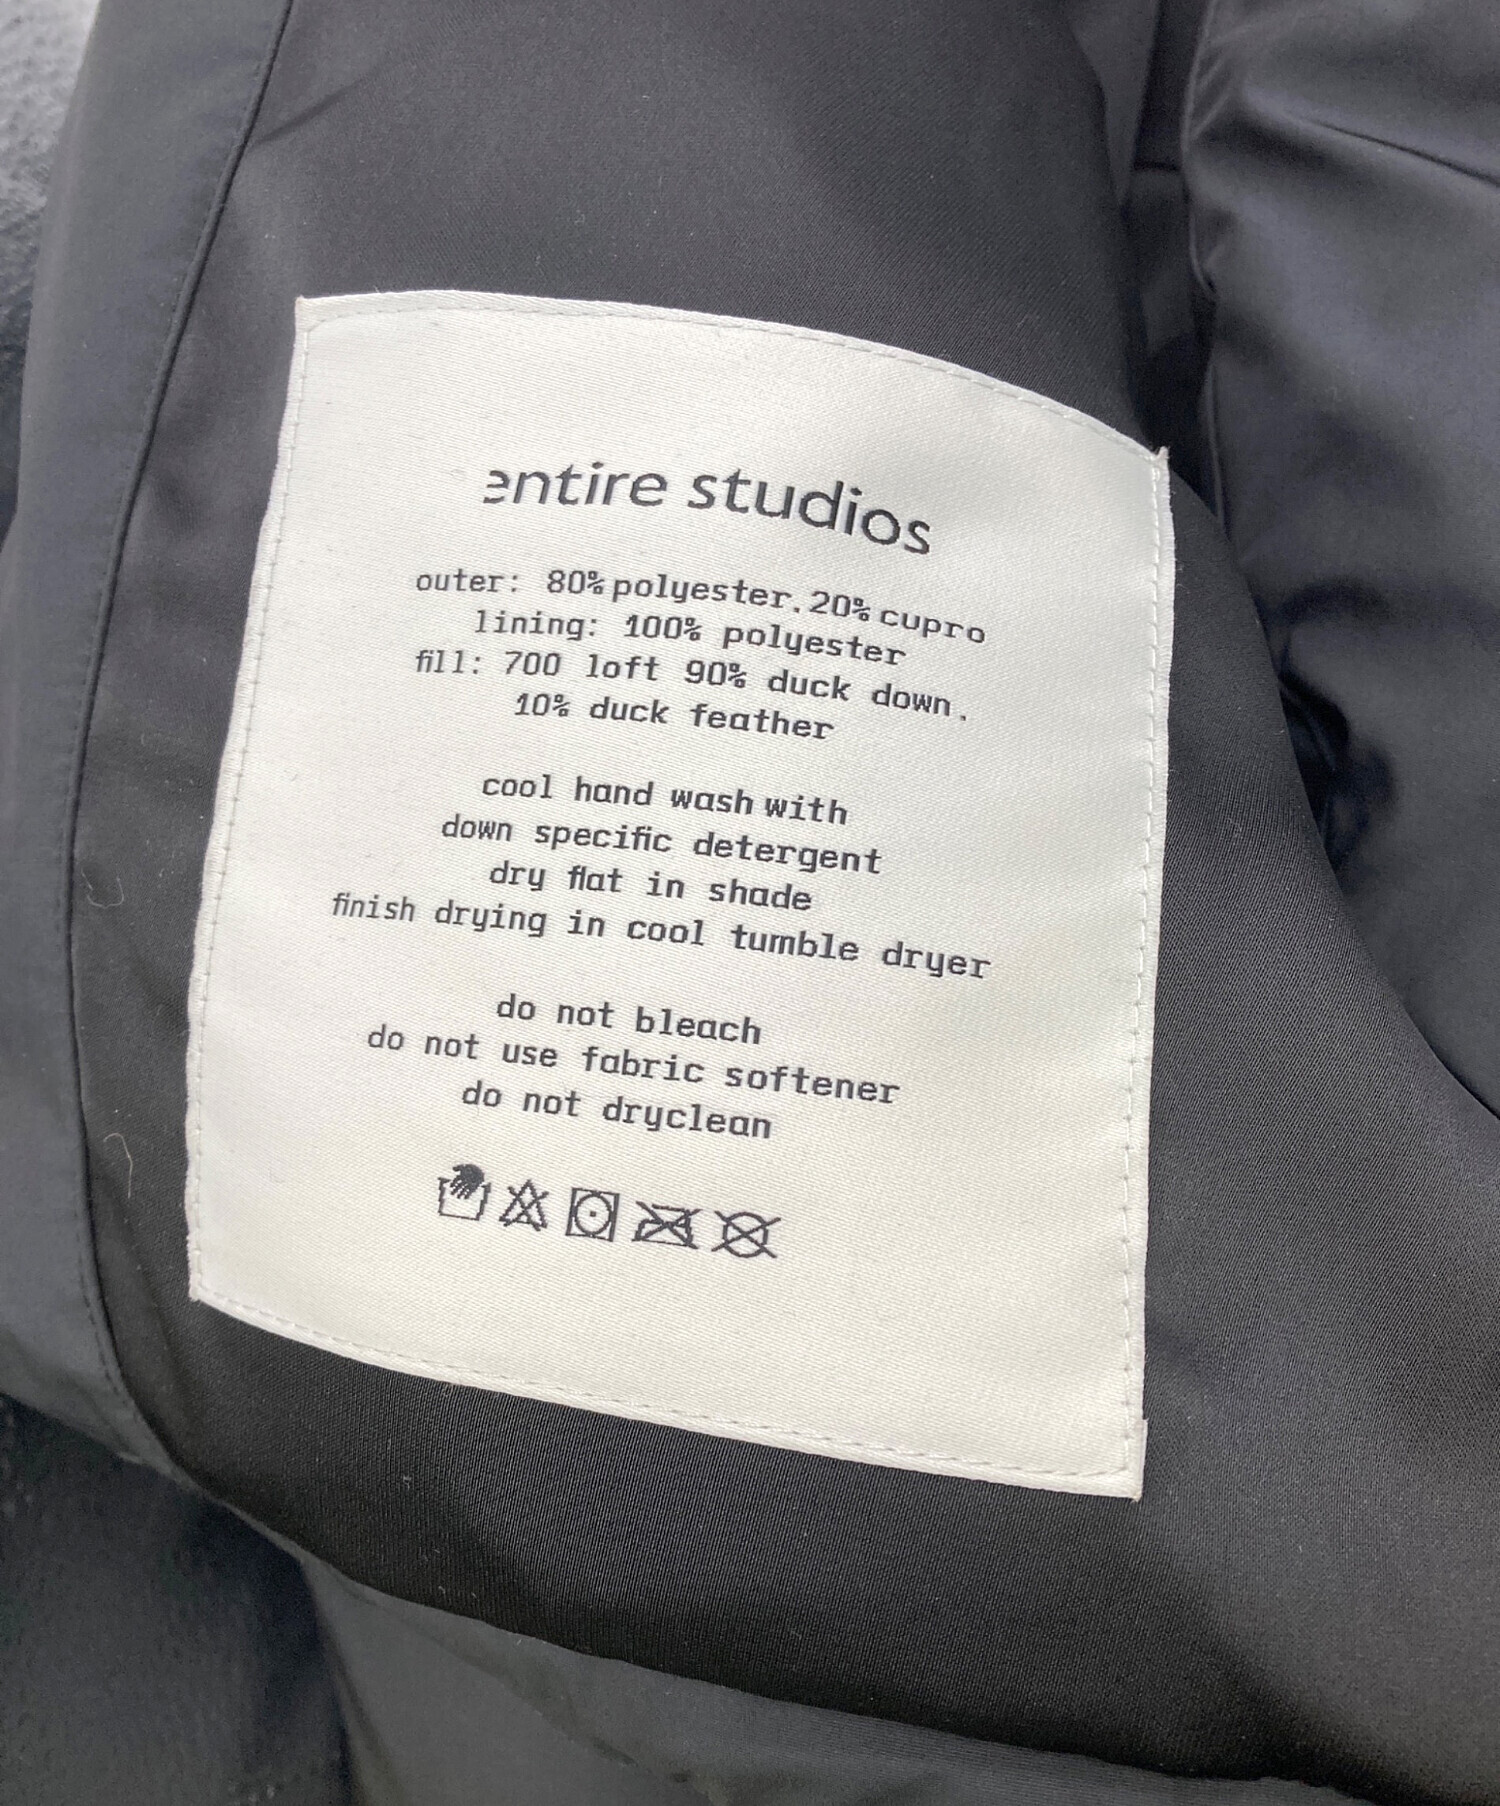 entire studios
outer: 80% polyester. 20% cupro
lining: 100% polyester
fill: 700 loft 90% duck down.
10% duck feather
cool hand wash with
down specific detergent
dry flat in shade
finish drying in cool tumble dryer
do not bleach
do not use fabric softener
do not dryclean